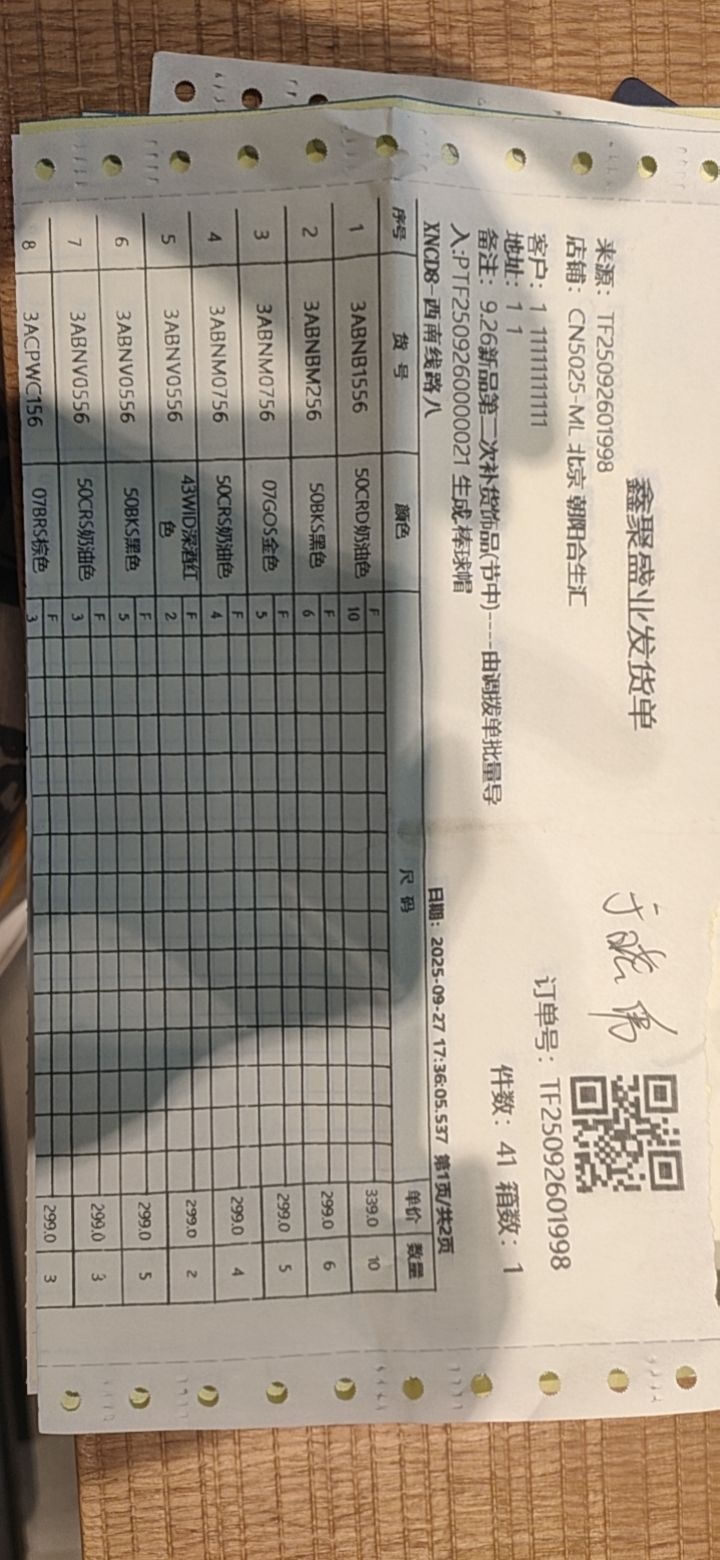 鑫聚盛业发货单
来源：TF25092601998
店铺：CN5025-ML 北京 朝阳合生汇
订单号：TF25092601998
客户：1 11111111111
地址：1 1
件数：41 箱数：1
备注：9.26新品第二次补货饰品(节中)----由调拨单批量导
入:PTF2509260000021 生成,棒球帽
XNCD8-西南线路八 日期：2025-09-27 17:36:05.537 第1页/共2页
序号 货号 颜色 尺码 单价 数量
1 3ABNB1556 50CRD奶油色 F 10 339.0 10
2 3ABNBM256 50BKS黑色 F 6 299.0 6
3 3ABNM0756 07GOS金色 F 5 299.0 5
4 3ABNM0756 50CRS奶油色 F 4 299.0 4
5 3ABNV0556 43WID深酒红色 F 2 299.0 2
6 3ABNV0556 50BKS黑色 F 5 299.0 5
7 3ABNV0556 50CRS奶油色 F 3 299.0 3
8 3ACPWC156 07BRS棕色 F 3 299.0 3